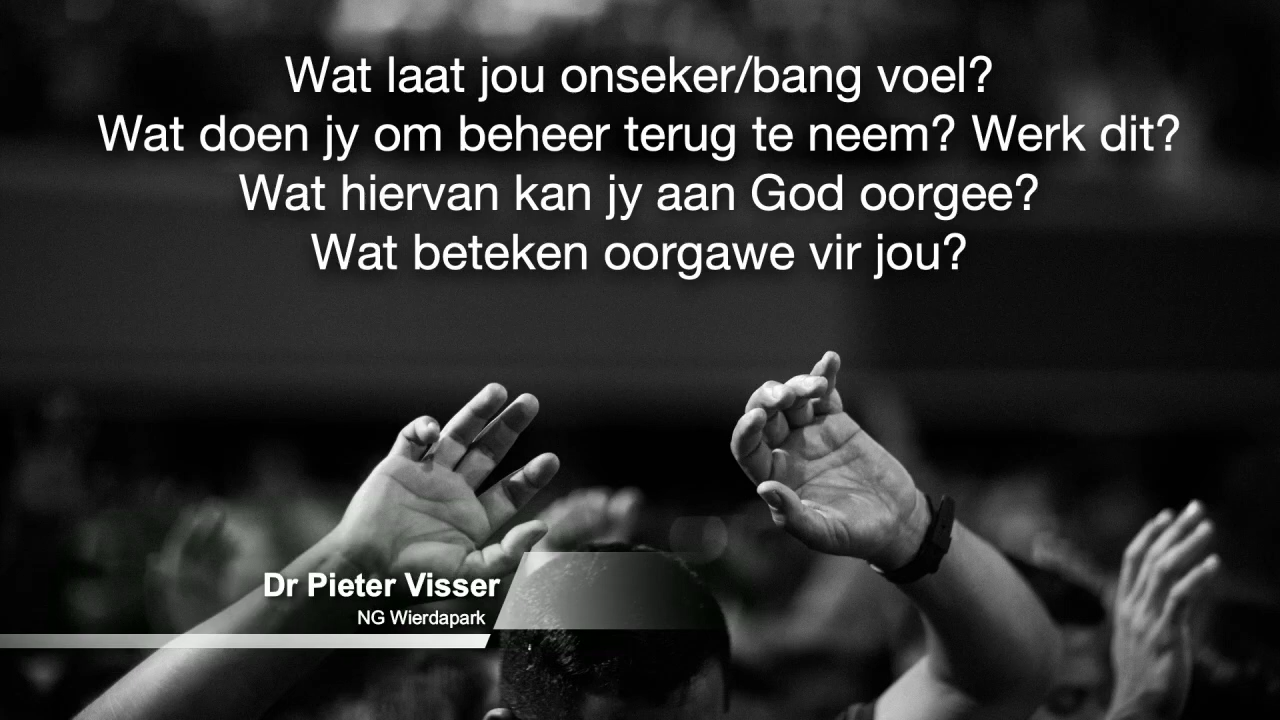 Wat laat jou onseker/bang voel?
Wat doen jy om beheer terug te neem? Werk dit?
Wat hiervan kan jy aan God oorgee?
Wat beteken oorgawe vir jou?
Dr Pieter Visser
NG Wierdapark